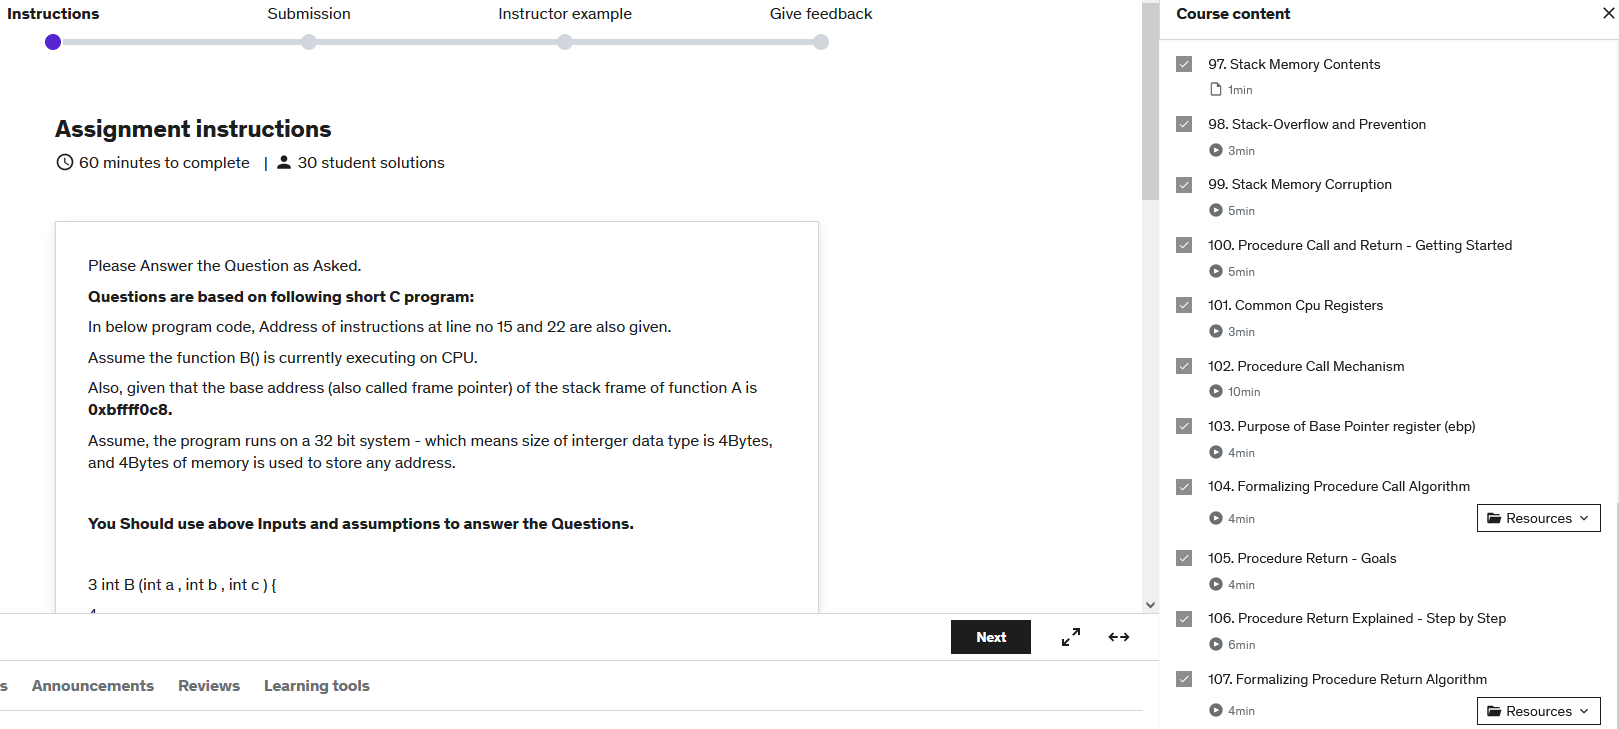 Instructions
Submission
Instructor example
Give feedback
Assignment instructions
60 minutes to complete | 30 student solutions
Please Answer the Question as Asked.
Questions are based on following short C program:
In below program code, Address of instructions at line no 15 and 22 are also given.
Assume the function B() is currently executing on CPU.
Also, given that the base address (also called frame pointer) of the stack frame of function A is
0xbffff0c8.
Assume, the program runs on a 32 bit system - which means size of interger data type is 4Bytes,
and 4Bytes of memory is used to store any address.
You Should use above Inputs and assumptions to answer the Questions.
3 int B (int a , int b , int c ) {
Next
s
Announcements
Reviews
Learning tools
Course content
97. Stack Memory Contents
1min
98. Stack-Overflow and Prevention
3min
99. Stack Memory Corruption
5min
100. Procedure Call and Return - Getting Started
5min
101. Common Cpu Registers
3min
102. Procedure Call Mechanism
10min
103. Purpose of Base Pointer register (ebp)
4min
104. Formalizing Procedure Call Algorithm
4min
Resources
105. Procedure Return - Goals
4min
106. Procedure Return Explained - Step by Step
6min
107. Formalizing Procedure Return Algorithm
4min
Resources